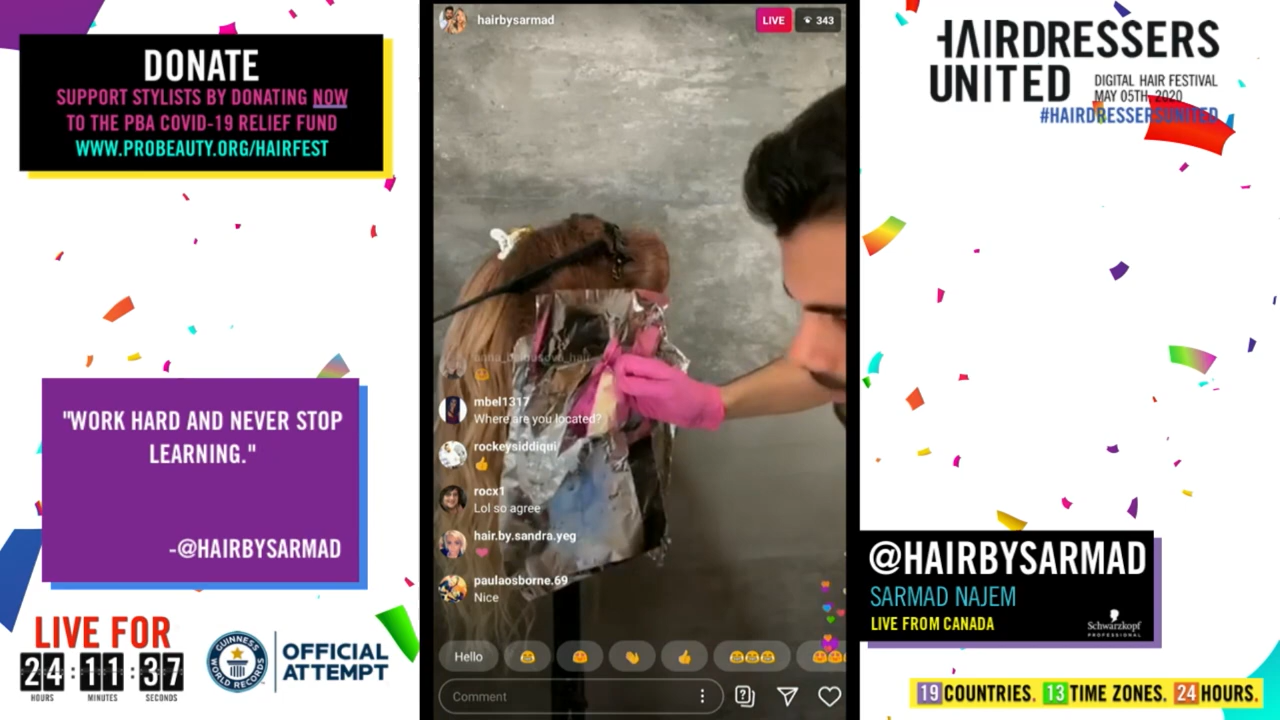 DONATE
SUPPORT STYLISTS BY DONATING NOW
TO THE PBA COVID-19 RELIEF FUND
WWW.PROBEAUTY.ORG/HAIRFEST
"WORK HARD AND NEVER STOP
LEARNING."
-@HAIRBYSARMAD
LIVE FOR
24:11:37
HOURS MINUTES SECONDS
GUINNESS
WORLD RECORDS
OFFICIAL
ATTEMPT
hairbysarmad
LIVE
343
mbel1317
Where are you located?
rockeysiddiqui
rocx1
Lol so agree
hair.by.sandra.yeg
paulaosborne.69
Nice
Hello
Comment
HAIRDRESSERS
UNITED
DIGITAL HAIR FESTIVAL
MAY 05TH, 2020
#HAIRDRESSERSUNITED
@HAIRBYSARMAD
SARMAD NAJEM
LIVE FROM CANADA
Schwarzkopf
PROFESSIONAL
19 COUNTRIES. 13 TIME ZONES. 24 HOURS.